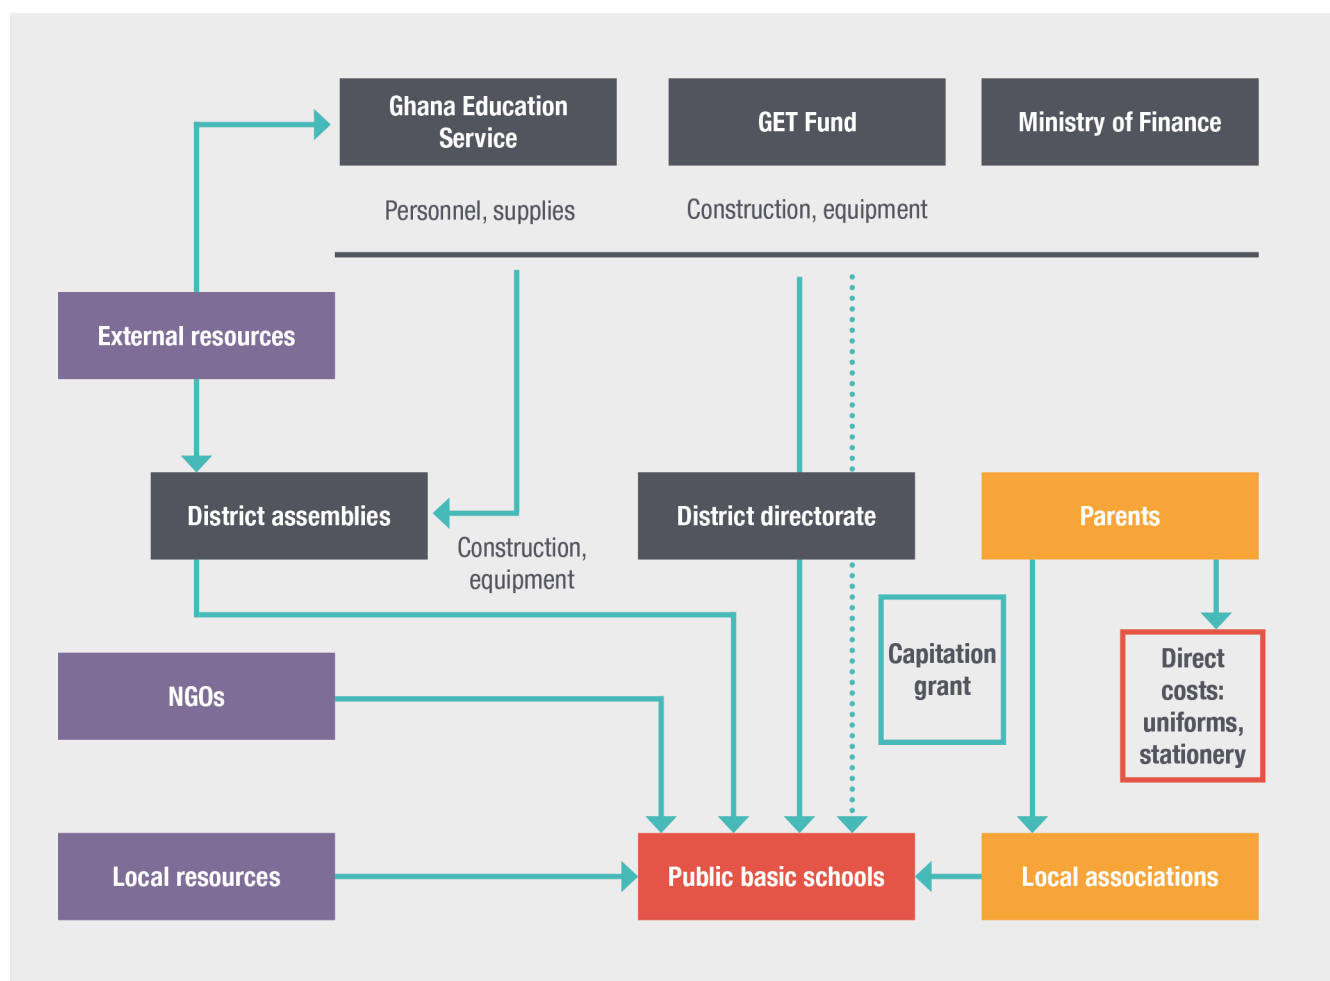 Ghana Education
Service
GET Fund
Ministry of Finance
Personnel, supplies
Construction, equipment
External resources
District assemblies
District directorate
Parents
Construction,
equipment
Capitation
grant
Direct
costs:
uniforms,
stationery
NGOs
Local resources
Public basic schools
Local associations